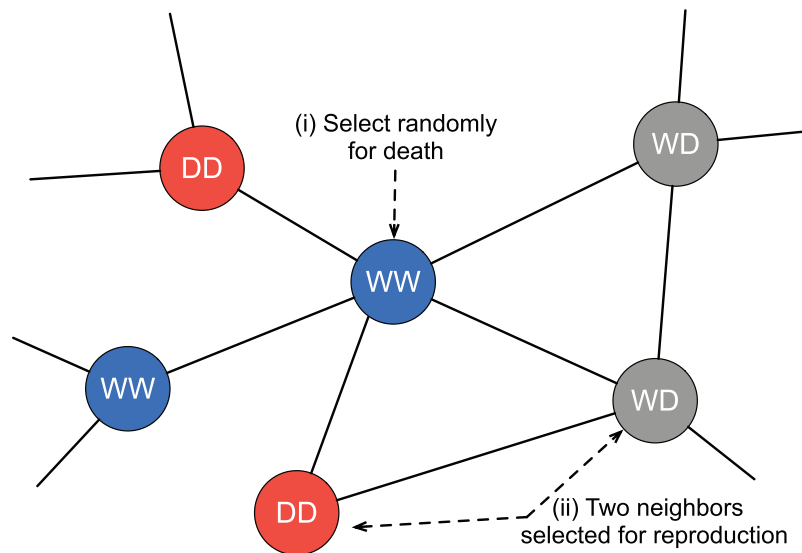 (i) Select randomly
for death
WD
DD
WW
WW
WD
DD
(ii) Two neighbors
selected for reproduction